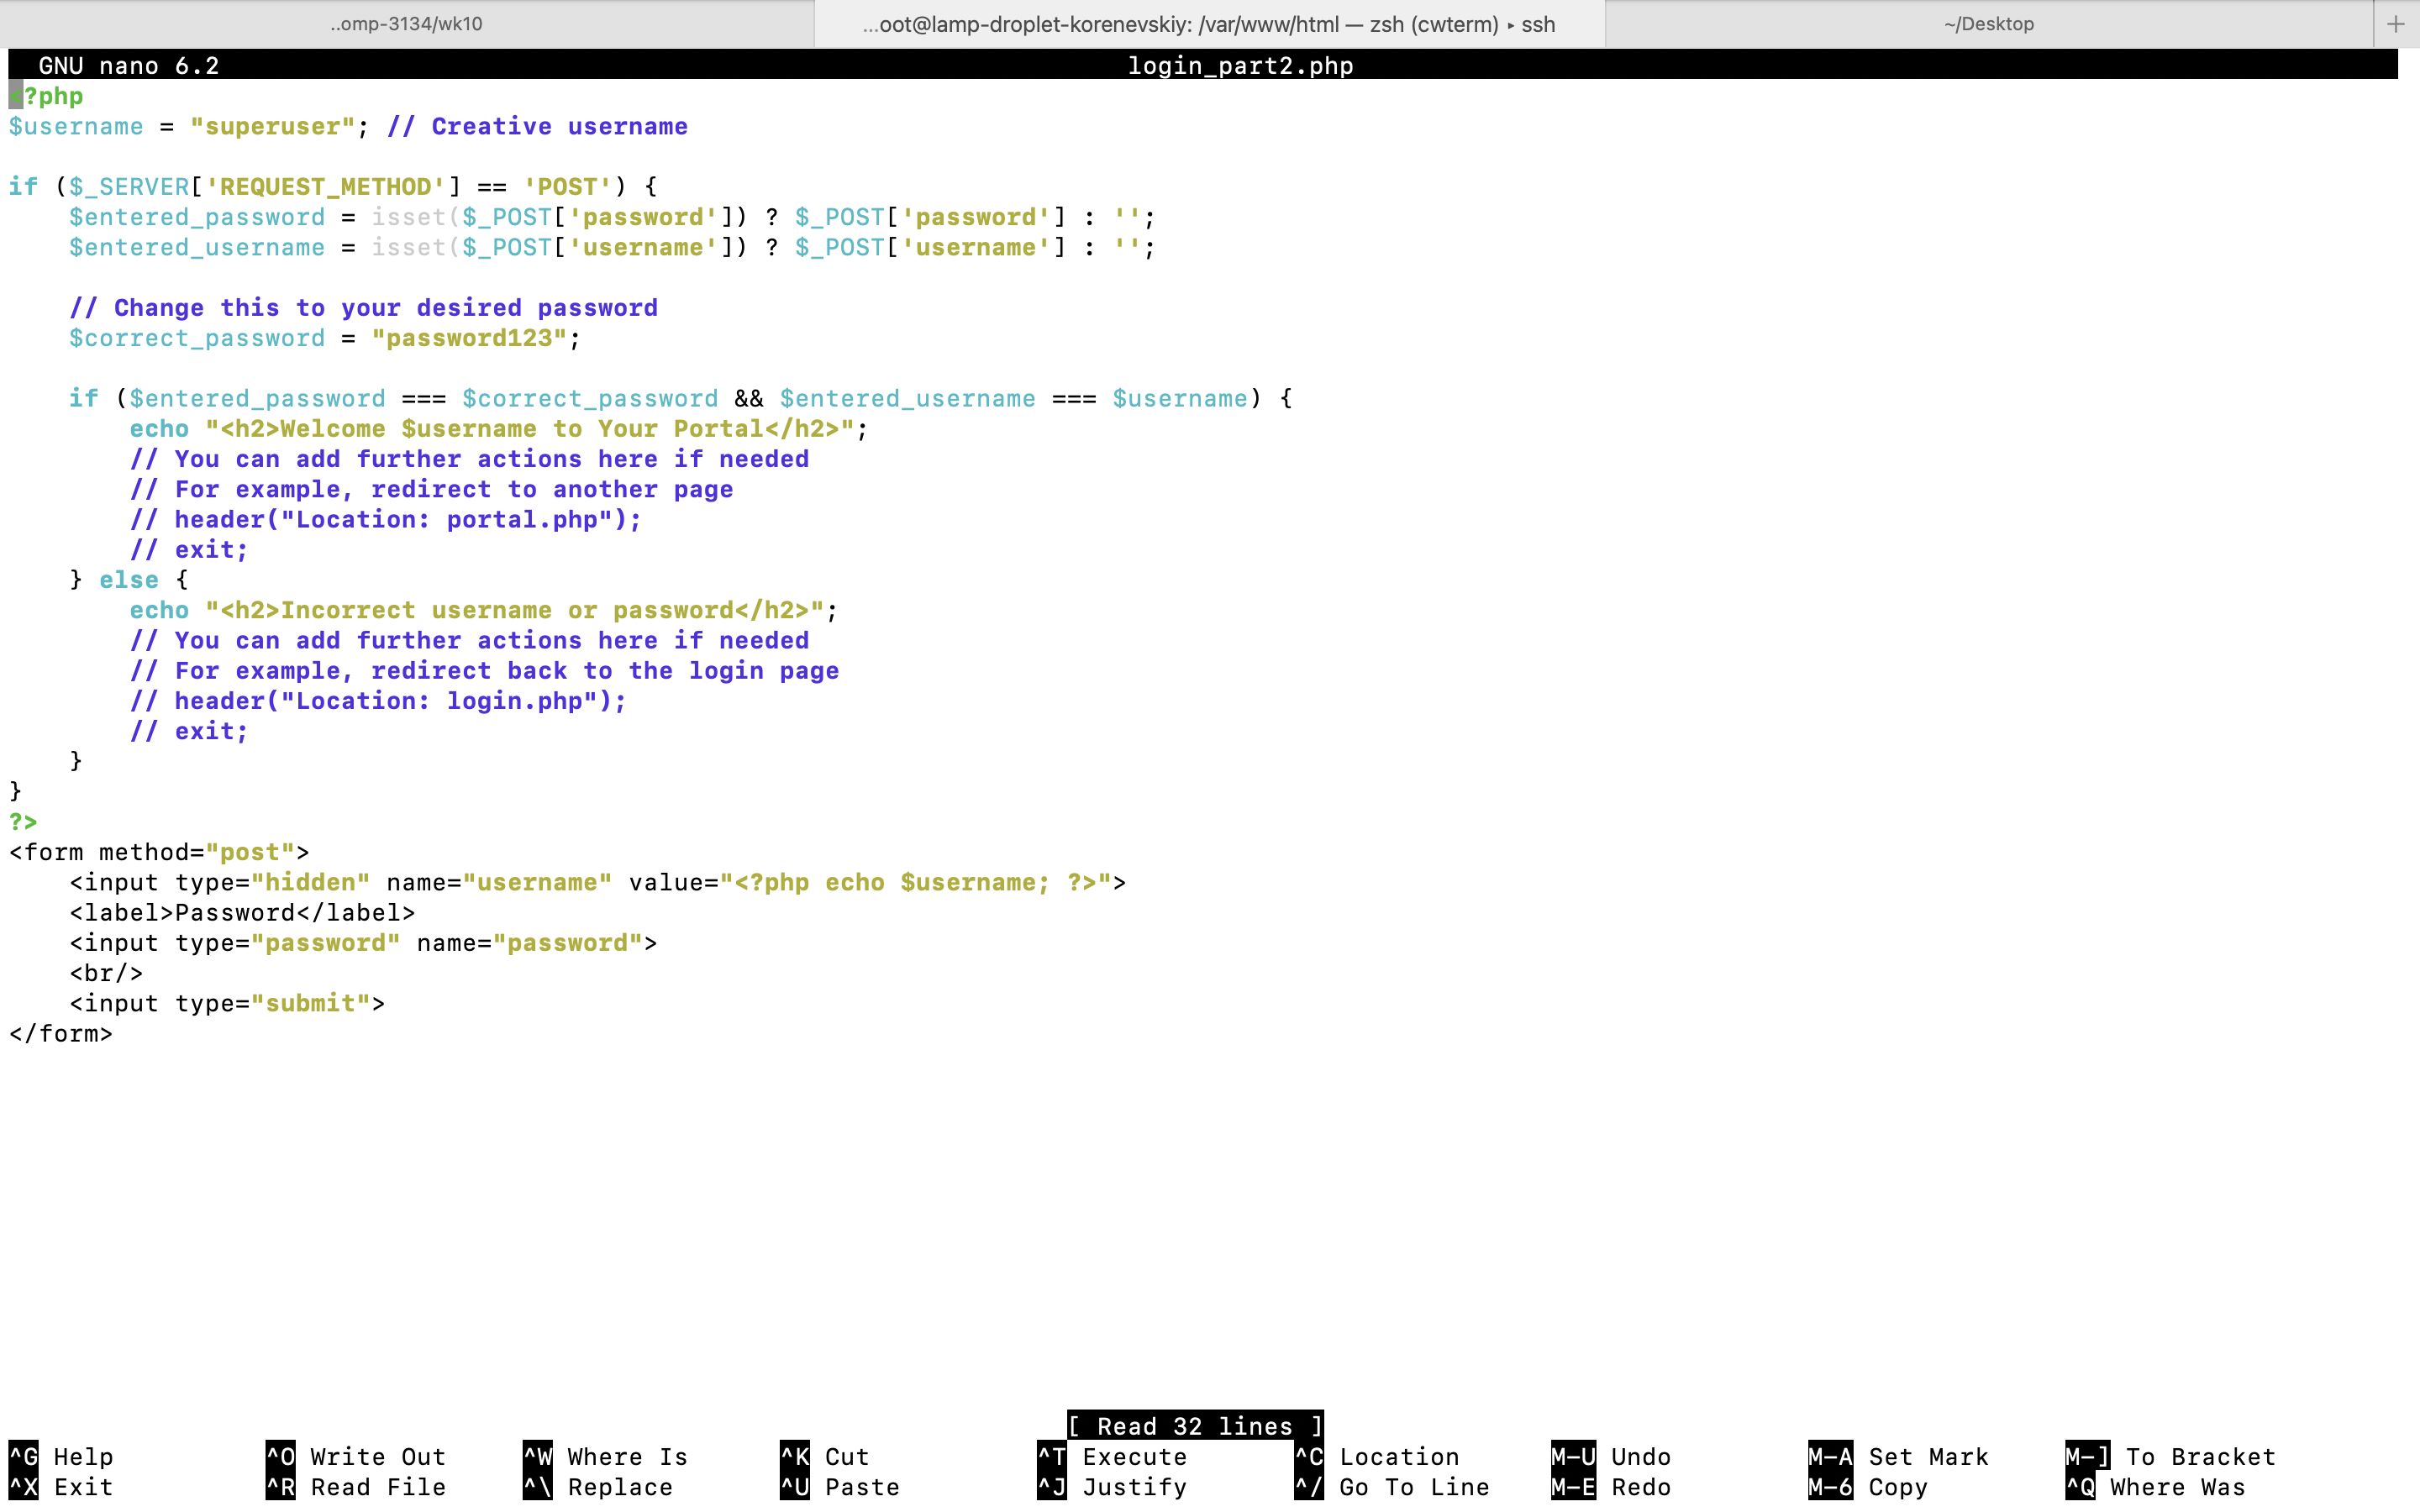 ..omp-3134/wk10
...oot@lamp-droplet-korenevskiy: /var/www/html — zsh (cwterm) ▸ ssh
~/Desktop
+
GNU nano 6.2 login_part2.php
<?php
$username = "superuser"; // Creative username
if ($_SERVER['REQUEST_METHOD'] == 'POST') {
    $entered_password = isset($_POST['password']) ? $_POST['password'] : '';
    $entered_username = isset($_POST['username']) ? $_POST['username'] : '';
    // Change this to your desired password
    $correct_password = "password123";
    if ($entered_password === $correct_password && $entered_username === $username) {
        echo "<h2>Welcome $username to Your Portal</h2>";
        // You can add further actions here if needed
        // For example, redirect to another page
        // header("Location: portal.php");
        // exit;
    } else {
        echo "<h2>Incorrect username or password</h2>";
        // You can add further actions here if needed
        // For example, redirect back to the login page
        // header("Location: login.php");
        // exit;
    }
}
?>
<form method="post">
    <input type="hidden" name="username" value="<?php echo $username; ?>">
    <label>Password</label>
    <input type="password" name="password">
    <br/>
    <input type="submit">
</form>
[ Read 32 lines ]
^G Help ^O Write Out ^W Where Is ^K Cut ^T Execute ^C Location M-U Undo M-A Set Mark M-] To Bracket
^X Exit ^R Read File ^\ Replace ^U Paste ^J Justify ^/ Go To Line M-E Redo M-6 Copy ^Q Where Was